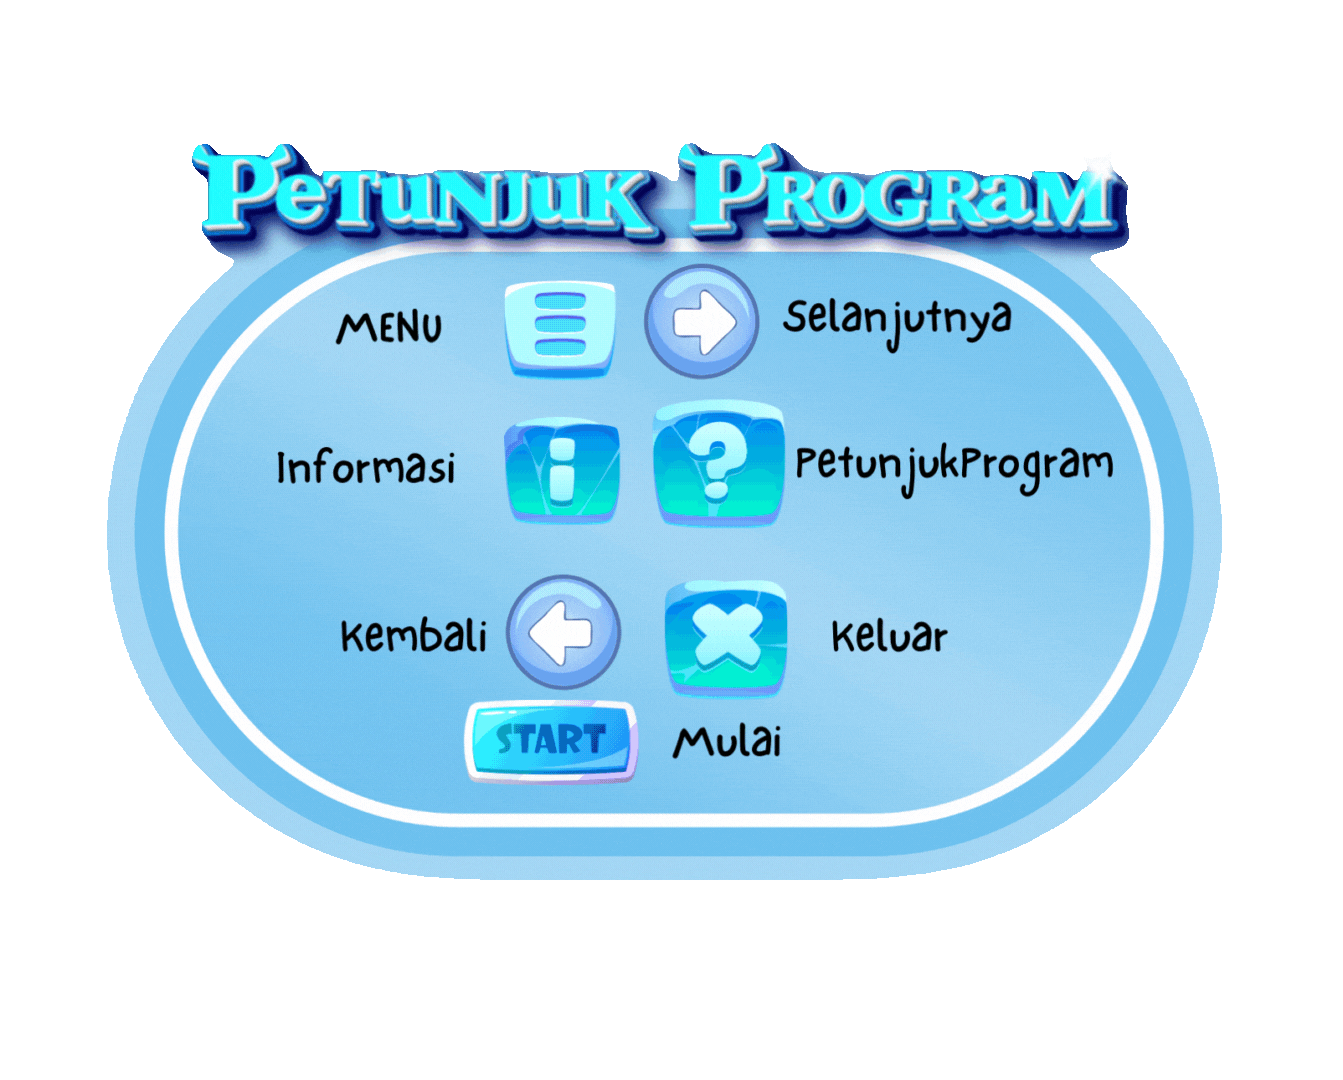 Petunjuk Program
MENU
Selanjutnya
Informasi
PetunjukProgram
Kembali
Keluar
START
Mulai